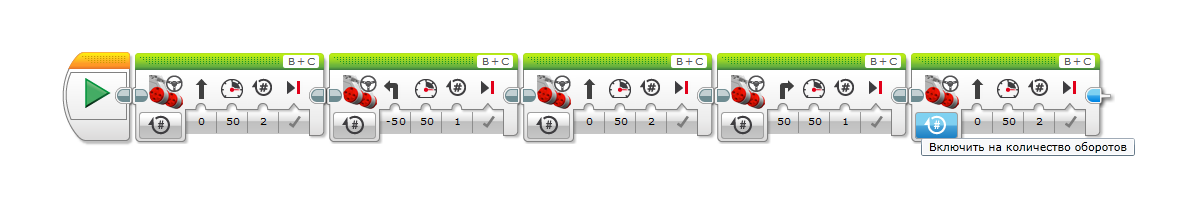 B + C B + C B + C B + C B + C
# # # # #
# 0 50 2 # -50 50 1 # 0 50 2 # 50 50 1 # 0 50 2
Включить на количество оборотов